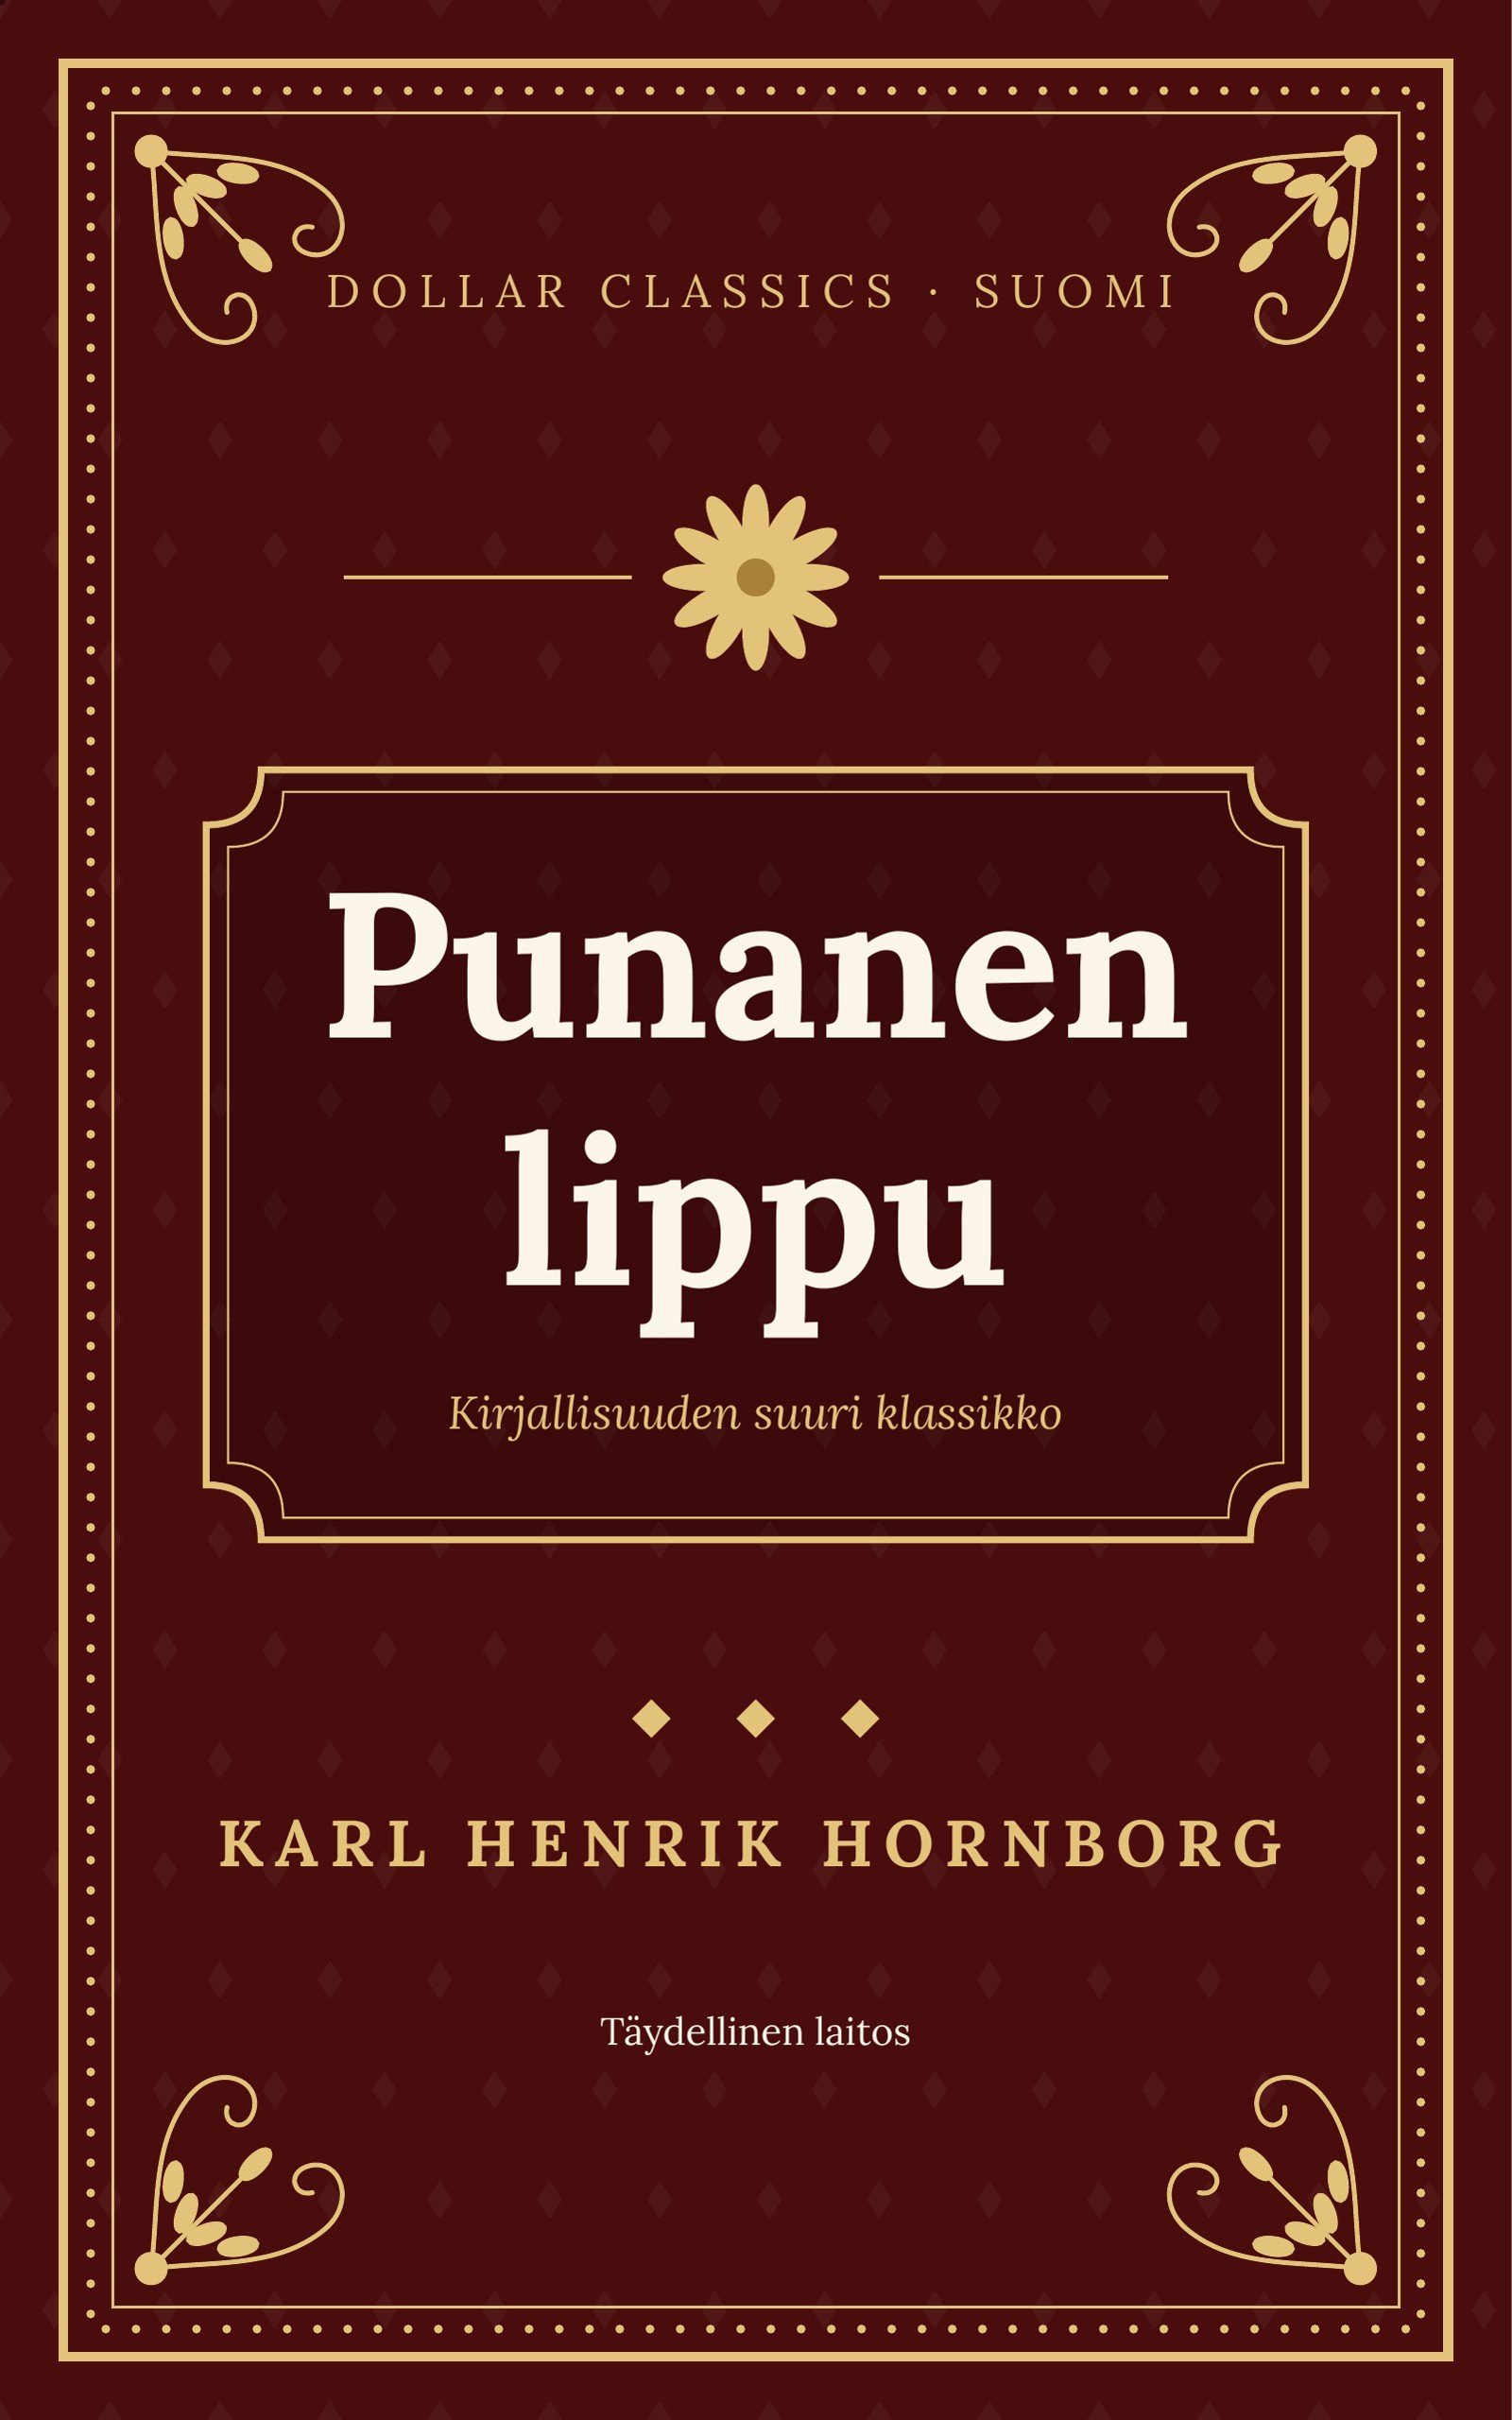 DOLLAR CLASSICS · SUOMI
Punanen
lippu
Kirjallisuuden suuri klassikko
KARL HENRIK HORNBORG
Täydellinen laitos